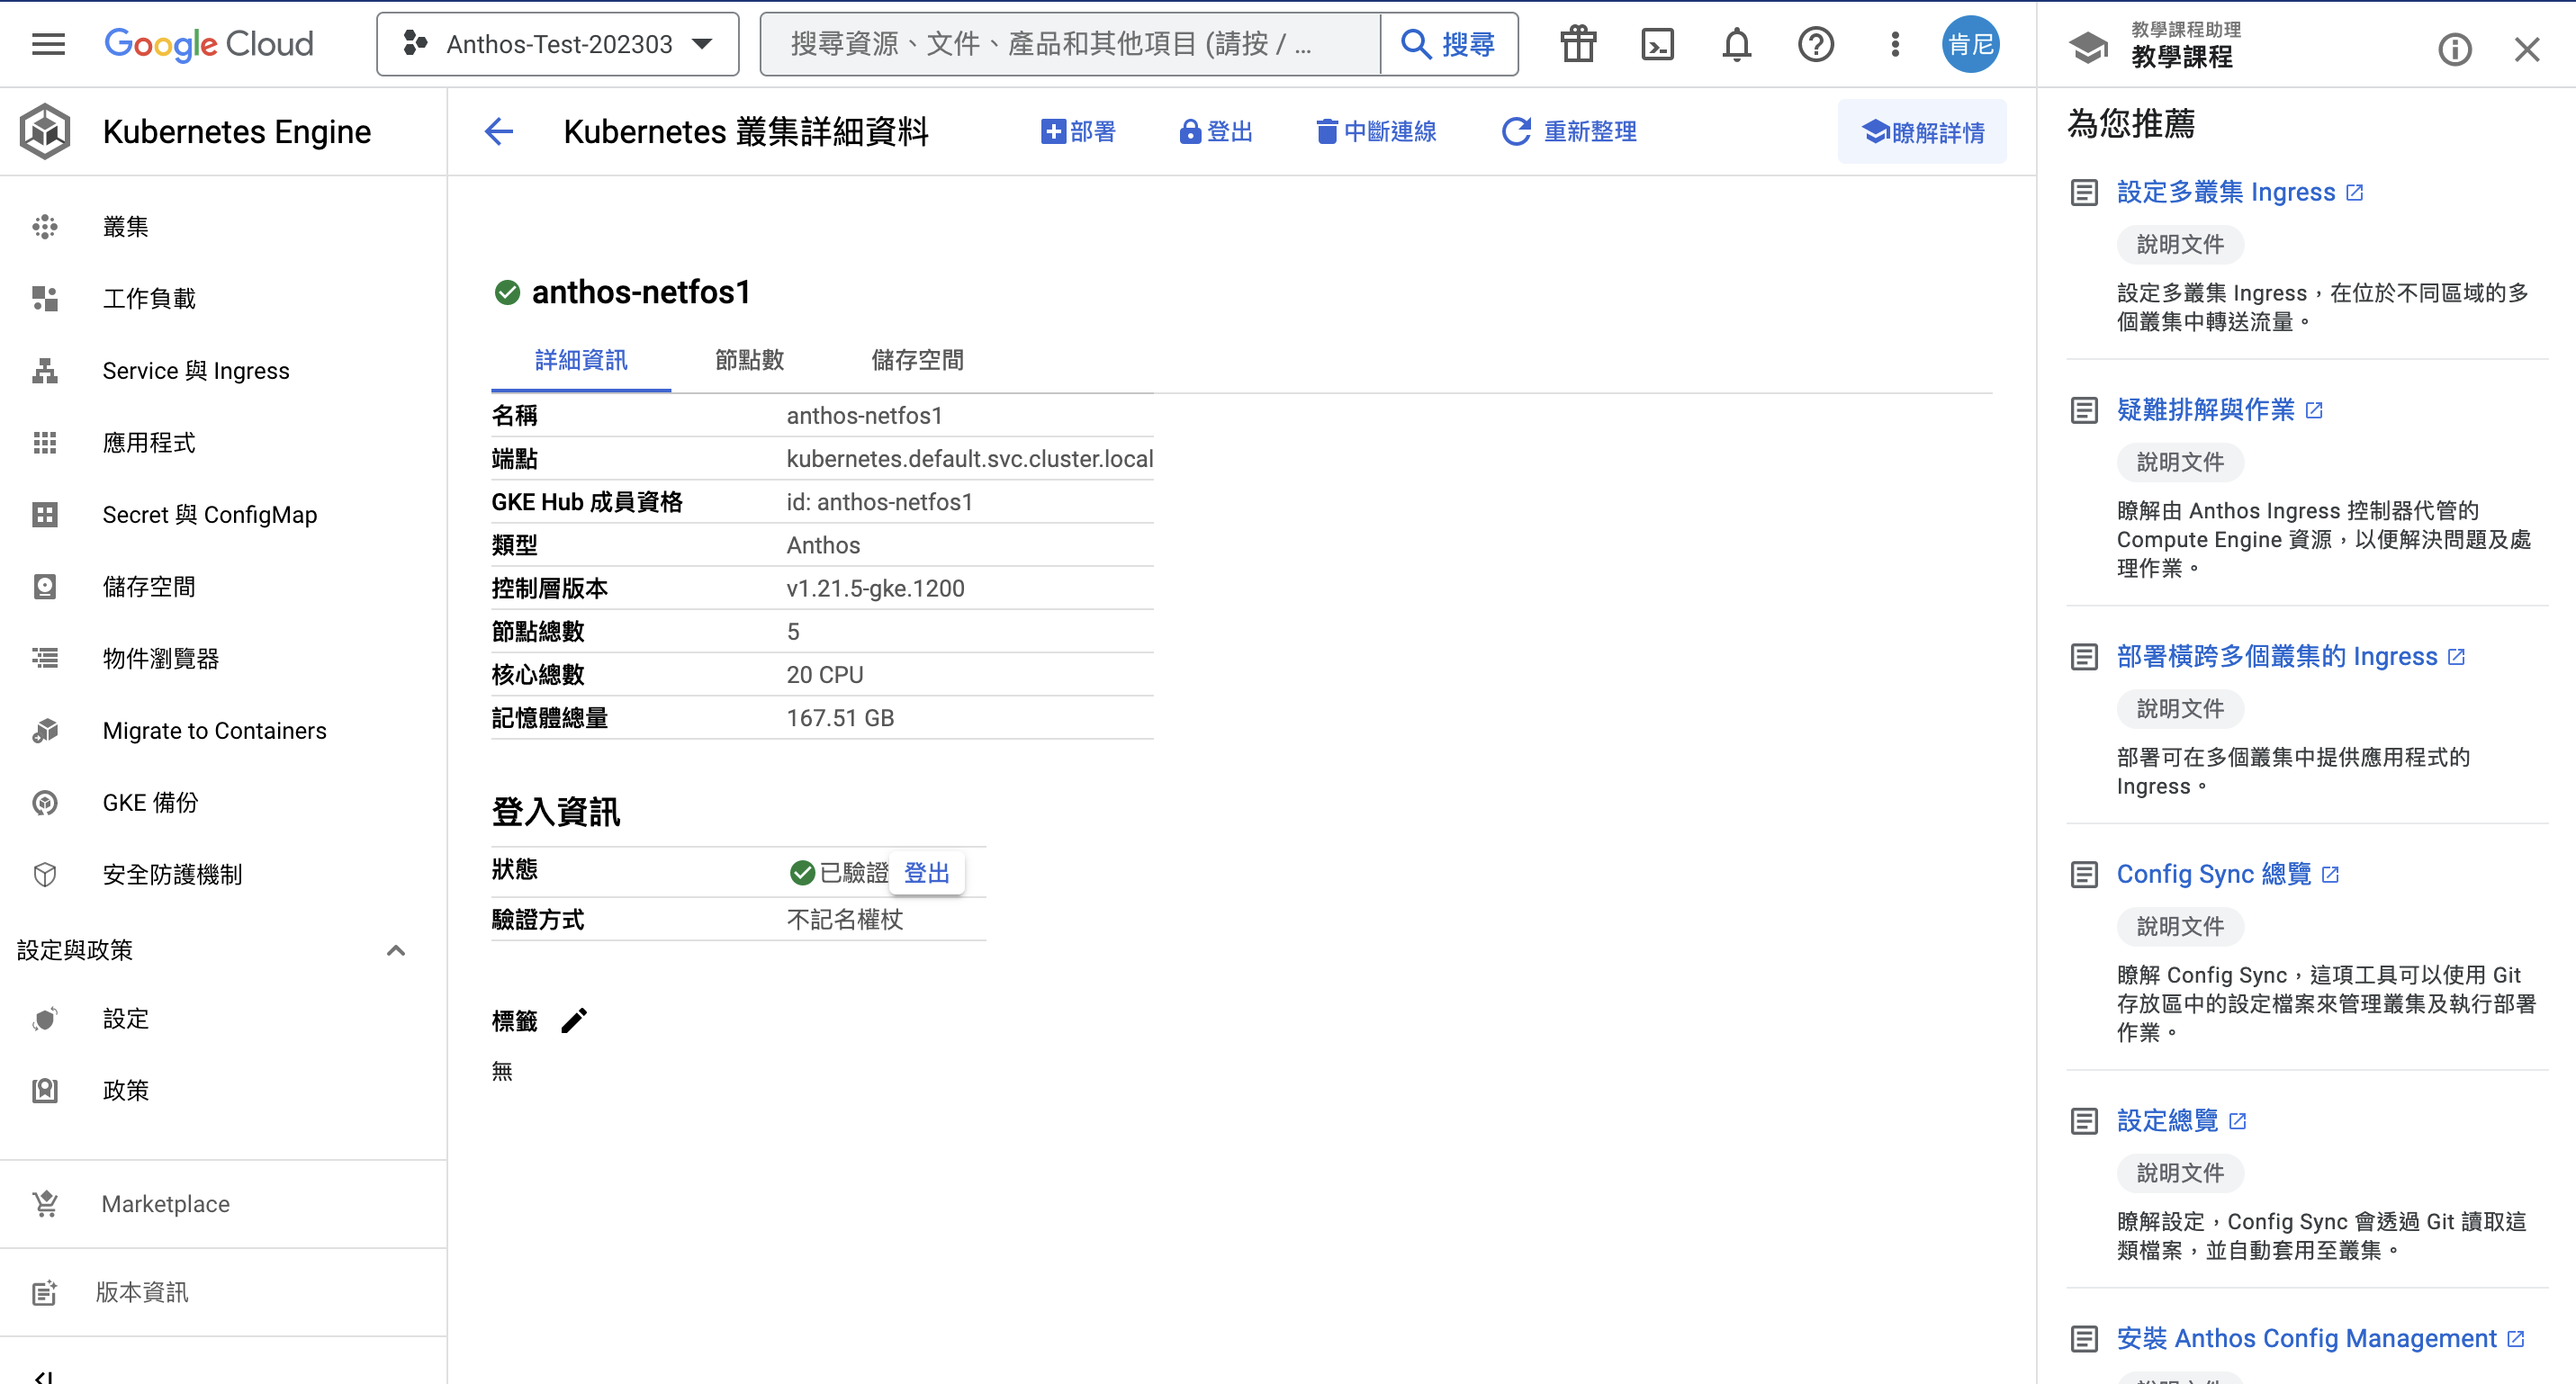 Google Cloud
Anthos-Test-202303
搜尋資源、文件、產品和其他項目 (請按 / ...
搜尋
肯尼
教學課程助理
教學課程
Kubernetes Engine
Kubernetes 叢集詳細資料
部署
登出
中斷連線
重新整理
瞭解詳情
叢集
工作負載
Service 與 Ingress
應用程式
Secret 與 ConfigMap
儲存空間
物件瀏覽器
Migrate to Containers
GKE 備份
安全防護機制
設定與政策
設定
政策
Marketplace
版本資訊
anthos-netfos1
詳細資訊
節點數
儲存空間
名稱 anthos-netfos1
端點 kubernetes.default.svc.cluster.local
GKE Hub 成員資格 id: anthos-netfos1
類型 Anthos
控制層版本 v1.21.5-gke.1200
節點總數 5
核心總數 20 CPU
記憶體總量 167.51 GB
登入資訊
狀態 已驗證 登出
驗證方式 不記名權杖
標籤
無
為您推薦
設定多叢集 Ingress
說明文件
設定多叢集 Ingress，在位於不同區域的多
個叢集中轉送流量。
疑難排解與作業
說明文件
瞭解由 Anthos Ingress 控制器代管的
Compute Engine 資源，以便解決問題及處
理作業。
部署橫跨多個叢集的 Ingress
說明文件
部署可在多個叢集中提供應用程式的
Ingress。
Config Sync 總覽
說明文件
瞭解 Config Sync，這項工具可以使用 Git
存放區中的設定檔案來管理叢集及執行部署
作業。
設定總覽
說明文件
瞭解設定，Config Sync 會透過 Git 讀取這
類檔案，並自動套用至叢集。
安裝 Anthos Config Management